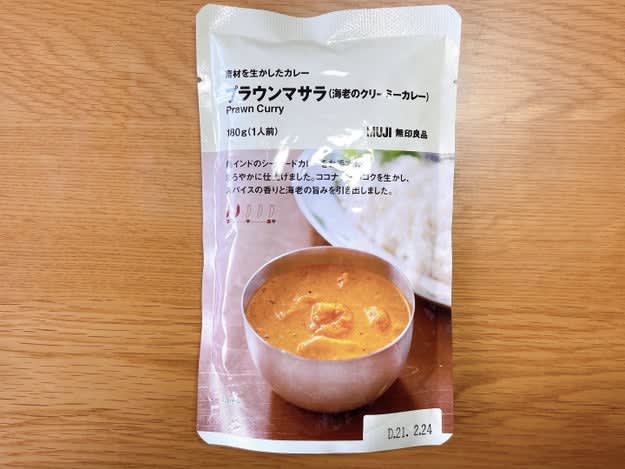 素材を生かしたカレー
プラウンマサラ(海老のクリーミーカレー)
Prawn Curry
180g(1人前)
MUJI 無印良品
南インドのシーフードカレーを
まろやかに仕上げました。ココナッツのコクを生かし、
スパイスの香りと海老の旨みを引き出しました。
D.21. 2.24